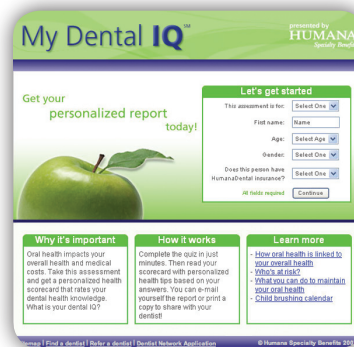 My Dental IQ™
presented by
HUMANA
Specialty Benefits
Get your
personalized report
today!
Let's get started
This assessment is for: Select One
First name: Name
Age: Select Age
Gender: Select One
Does this person have
HumanaDental insurance? Select One
All fields required Continue
Why it's important
Oral health impacts your
overall health and medical
costs. Take this assessment
and get a personalized health
scorecard that rates your
dental health knowledge.
What is your dental IQ?
How it works
Complete the quiz in just
minutes. Then read your
scorecard with personalized
health tips based on your
answers. You can e-mail
yourself the report or print a
copy to share with your
dentist!
Learn more
- How oral health is linked to
your overall health
- Who's at risk?
- What you can do to maintain
your oral health
- Child brushing calendar
Sitemap | Find a dentist | Refer a dentist | Dentist Network Application
© Humana Specialty Benefits 200